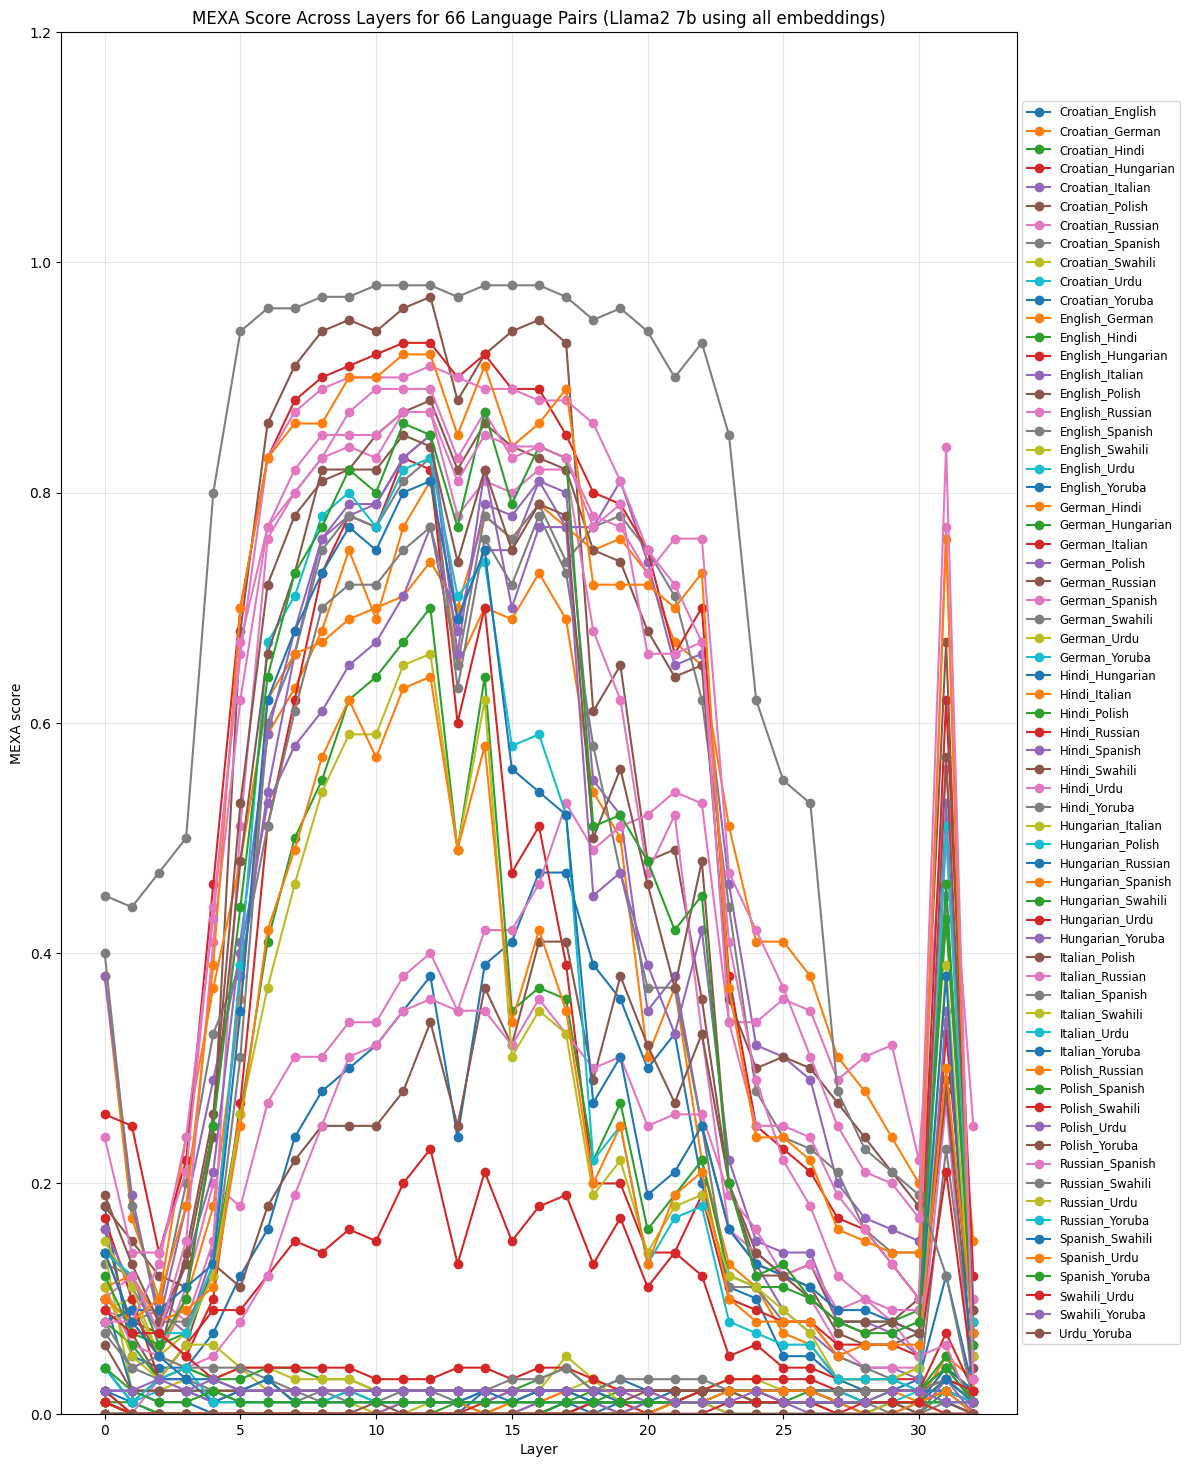 MEXA Score Across Layers for 66 Language Pairs (Llama2 7b using all embeddings)
1.2
1.0
0.8
0.6
0.4
0.2
0.0
MEXA score
0 5 10 15 20 25 30
Layer
Croatian_English
Croatian_German
Croatian_Hindi
Croatian_Hungarian
Croatian_Italian
Croatian_Polish
Croatian_Russian
Croatian_Spanish
Croatian_Swahili
Croatian_Urdu
Croatian_Yoruba
English_German
English_Hindi
English_Hungarian
English_Italian
English_Polish
English_Russian
English_Spanish
English_Swahili
English_Urdu
English_Yoruba
German_Hindi
German_Hungarian
German_Italian
German_Polish
German_Russian
German_Spanish
German_Swahili
German_Urdu
German_Yoruba
Hindi_Hungarian
Hindi_Italian
Hindi_Polish
Hindi_Russian
Hindi_Spanish
Hindi_Swahili
Hindi_Urdu
Hindi_Yoruba
Hungarian_Italian
Hungarian_Polish
Hungarian_Russian
Hungarian_Spanish
Hungarian_Swahili
Hungarian_Urdu
Hungarian_Yoruba
Italian_Polish
Italian_Russian
Italian_Spanish
Italian_Swahili
Italian_Urdu
Italian_Yoruba
Polish_Russian
Polish_Spanish
Polish_Swahili
Polish_Urdu
Polish_Yoruba
Russian_Spanish
Russian_Swahili
Russian_Urdu
Russian_Yoruba
Spanish_Swahili
Spanish_Urdu
Spanish_Yoruba
Swahili_Urdu
Swahili_Yoruba
Urdu_Yoruba